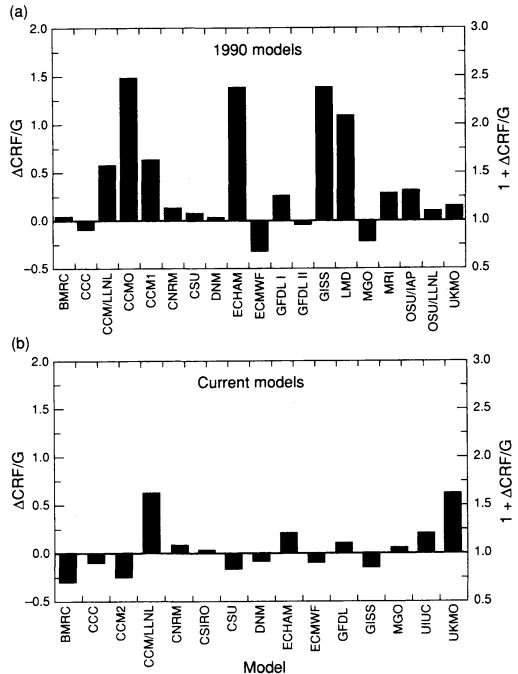 (a)
2.0
1.5
1.0
0.5
0.0
−0.5
ΔCRF/G
1990 models
3.0
2.5
2.0
1.5
1.0
0.5
1 + ΔCRF/G
BMRC
CCC
CCM/LLNL
CCMO
CCM1
CNRM
CSU
DNM
ECHAM
ECMWF
GFDL I
GFDL II
GISS
LMD
MGO
MRI
OSU/IAP
OSU/LLNL
UKMO
(b)
2.0
1.5
1.0
0.5
0.0
−0.5
ΔCRF/G
Current models
3.0
2.5
2.0
1.5
1.0
0.5
1 + ΔCRF/G
BMRC
CCC
CCM2
CCM/LLNL
CNRM
CSIRO
CSU
DNM
ECHAM
ECMWF
GFDL
GISS
MGO
UIUC
UKMO
Model